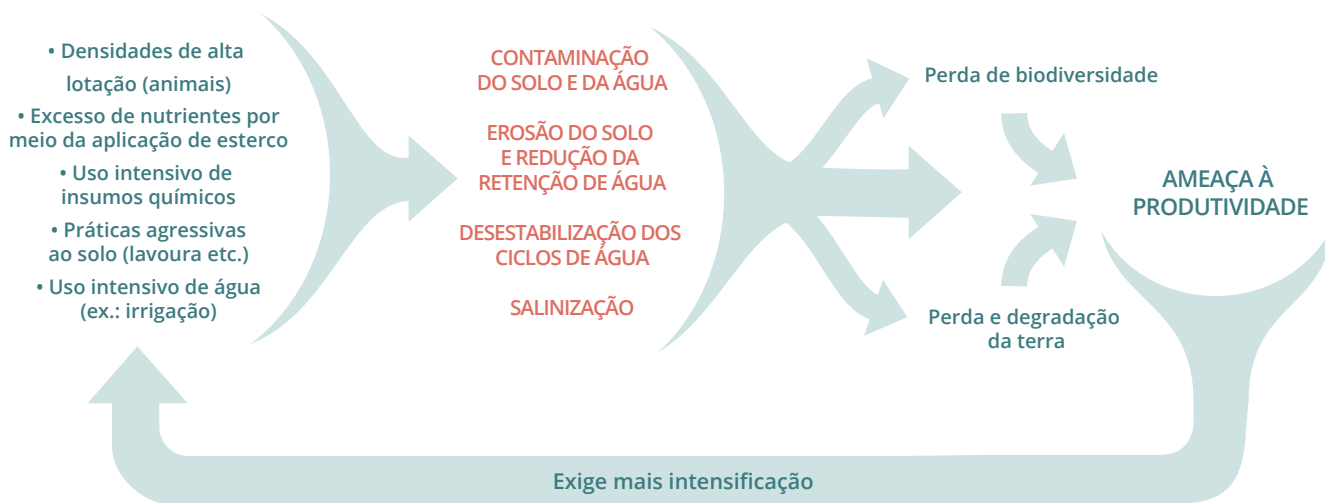 • Densidades de alta
lotação (animais)
• Excesso de nutrientes por
meio da aplicação de esterco
• Uso intensivo de
insumos químicos
• Práticas agressivas
ao solo (lavoura etc.)
• Uso intensivo de água
(ex.: irrigação)
CONTAMINAÇÃO
DO SOLO E DA ÁGUA
EROSÃO DO SOLO
E REDUÇÃO DA
RETENÇÃO DE ÁGUA
DESESTABILIZAÇÃO DOS
CICLOS DE ÁGUA
SALINIZAÇÃO
Perda de biodiversidade
Perda e degradação
da terra
AMEAÇA À
PRODUTIVIDADE
Exige mais intensificação